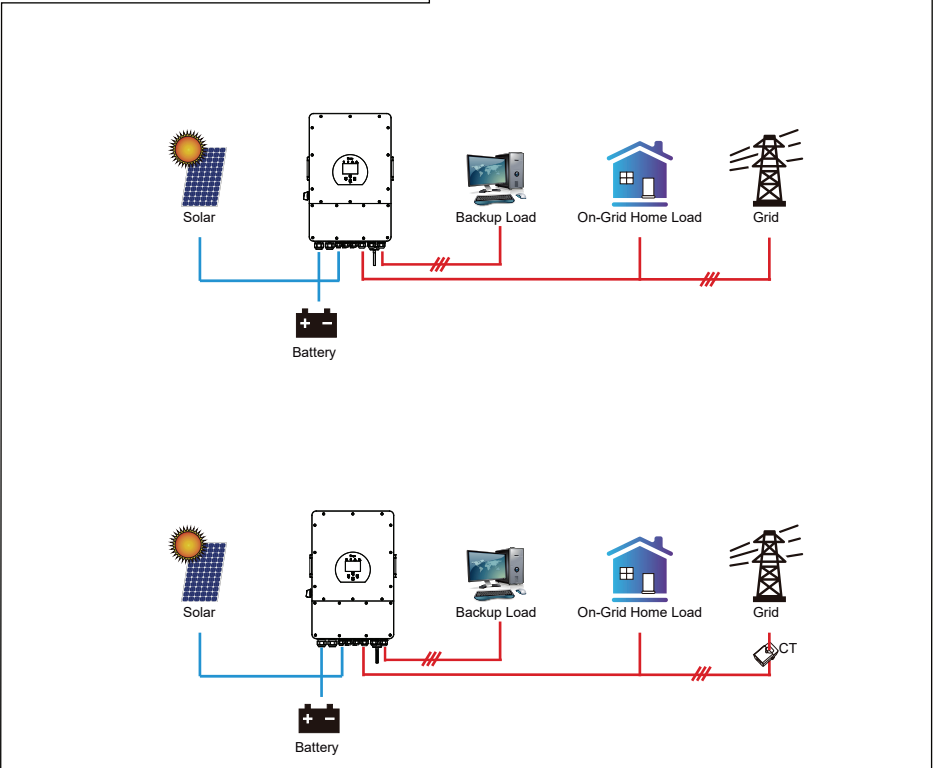 Solar
Backup Load
On-Grid Home Load
Grid
Battery
Solar
Backup Load
On-Grid Home Load
Grid
CT
Battery